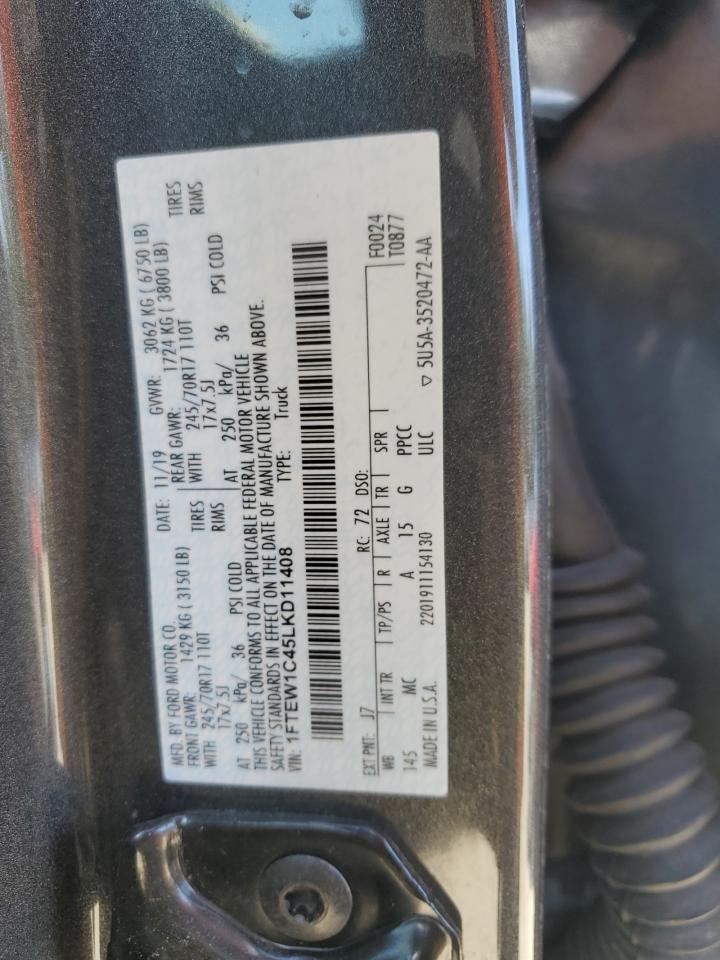 MFD. BY FORD MOTOR CO. DATE: 11/19 GVWR: 3062 KG ( 6750 LB)
FRONT GAWR: 1429 KG ( 3150 LB) REAR GAWR: 1724 KG ( 3800 LB)
WITH 245/70R17 110T TIRES WITH 245/70R17 110T TIRES
17x7.5J RIMS 17x7.5J RIMS
AT 250 kPa/ 36 PSI COLD AT 250 kPa/ 36 PSI COLD
THIS VEHICLE CONFORMS TO ALL APPLICABLE FEDERAL MOTOR VEHICLE
SAFETY STANDARDS IN EFFECT ON THE DATE OF MANUFACTURE SHOWN ABOVE.
VIN: 1FTEW1C45LKD11408 TYPE: Truck
EXT PNT: J7 RC: 72 DSO: F0024
WB INT TR TP/PS R AXLE TR SPR T0877
145 MC A 15 G PPCC
MADE IN U.S.A. 2201911154130 ULC ▽ 5U5A-3520472-AA